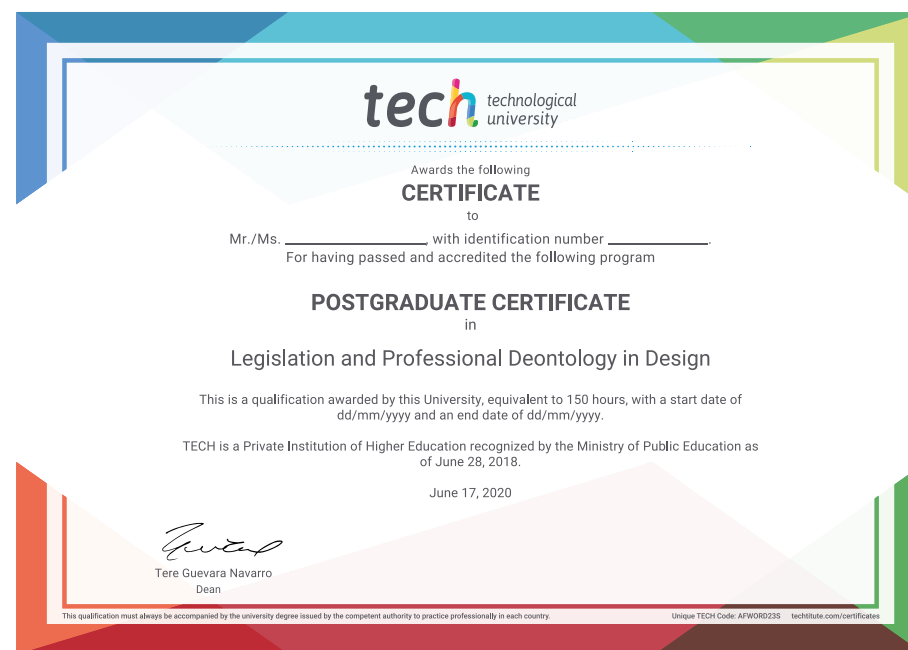 tech technological
university
Awards the following
CERTIFICATE
to
Mr./Ms. ____________________, with identification number ______________.
For having passed and accredited the following program
POSTGRADUATE CERTIFICATE
in
Legislation and Professional Deontology in Design
This is a qualification awarded by this University, equivalent to 150 hours, with a start date of
dd/mm/yyyy and an end date of dd/mm/yyyy.
TECH is a Private Institution of Higher Education recognized by the Ministry of Public Education as
of June 28, 2018.
June 17, 2020
Tere Guevara Navarro
Dean
This qualification must always be accompanied by the university degree issued by the competent authority to practice professionally in each country. Unique TECH Code: AFWORD23S techtitute.com/certificates